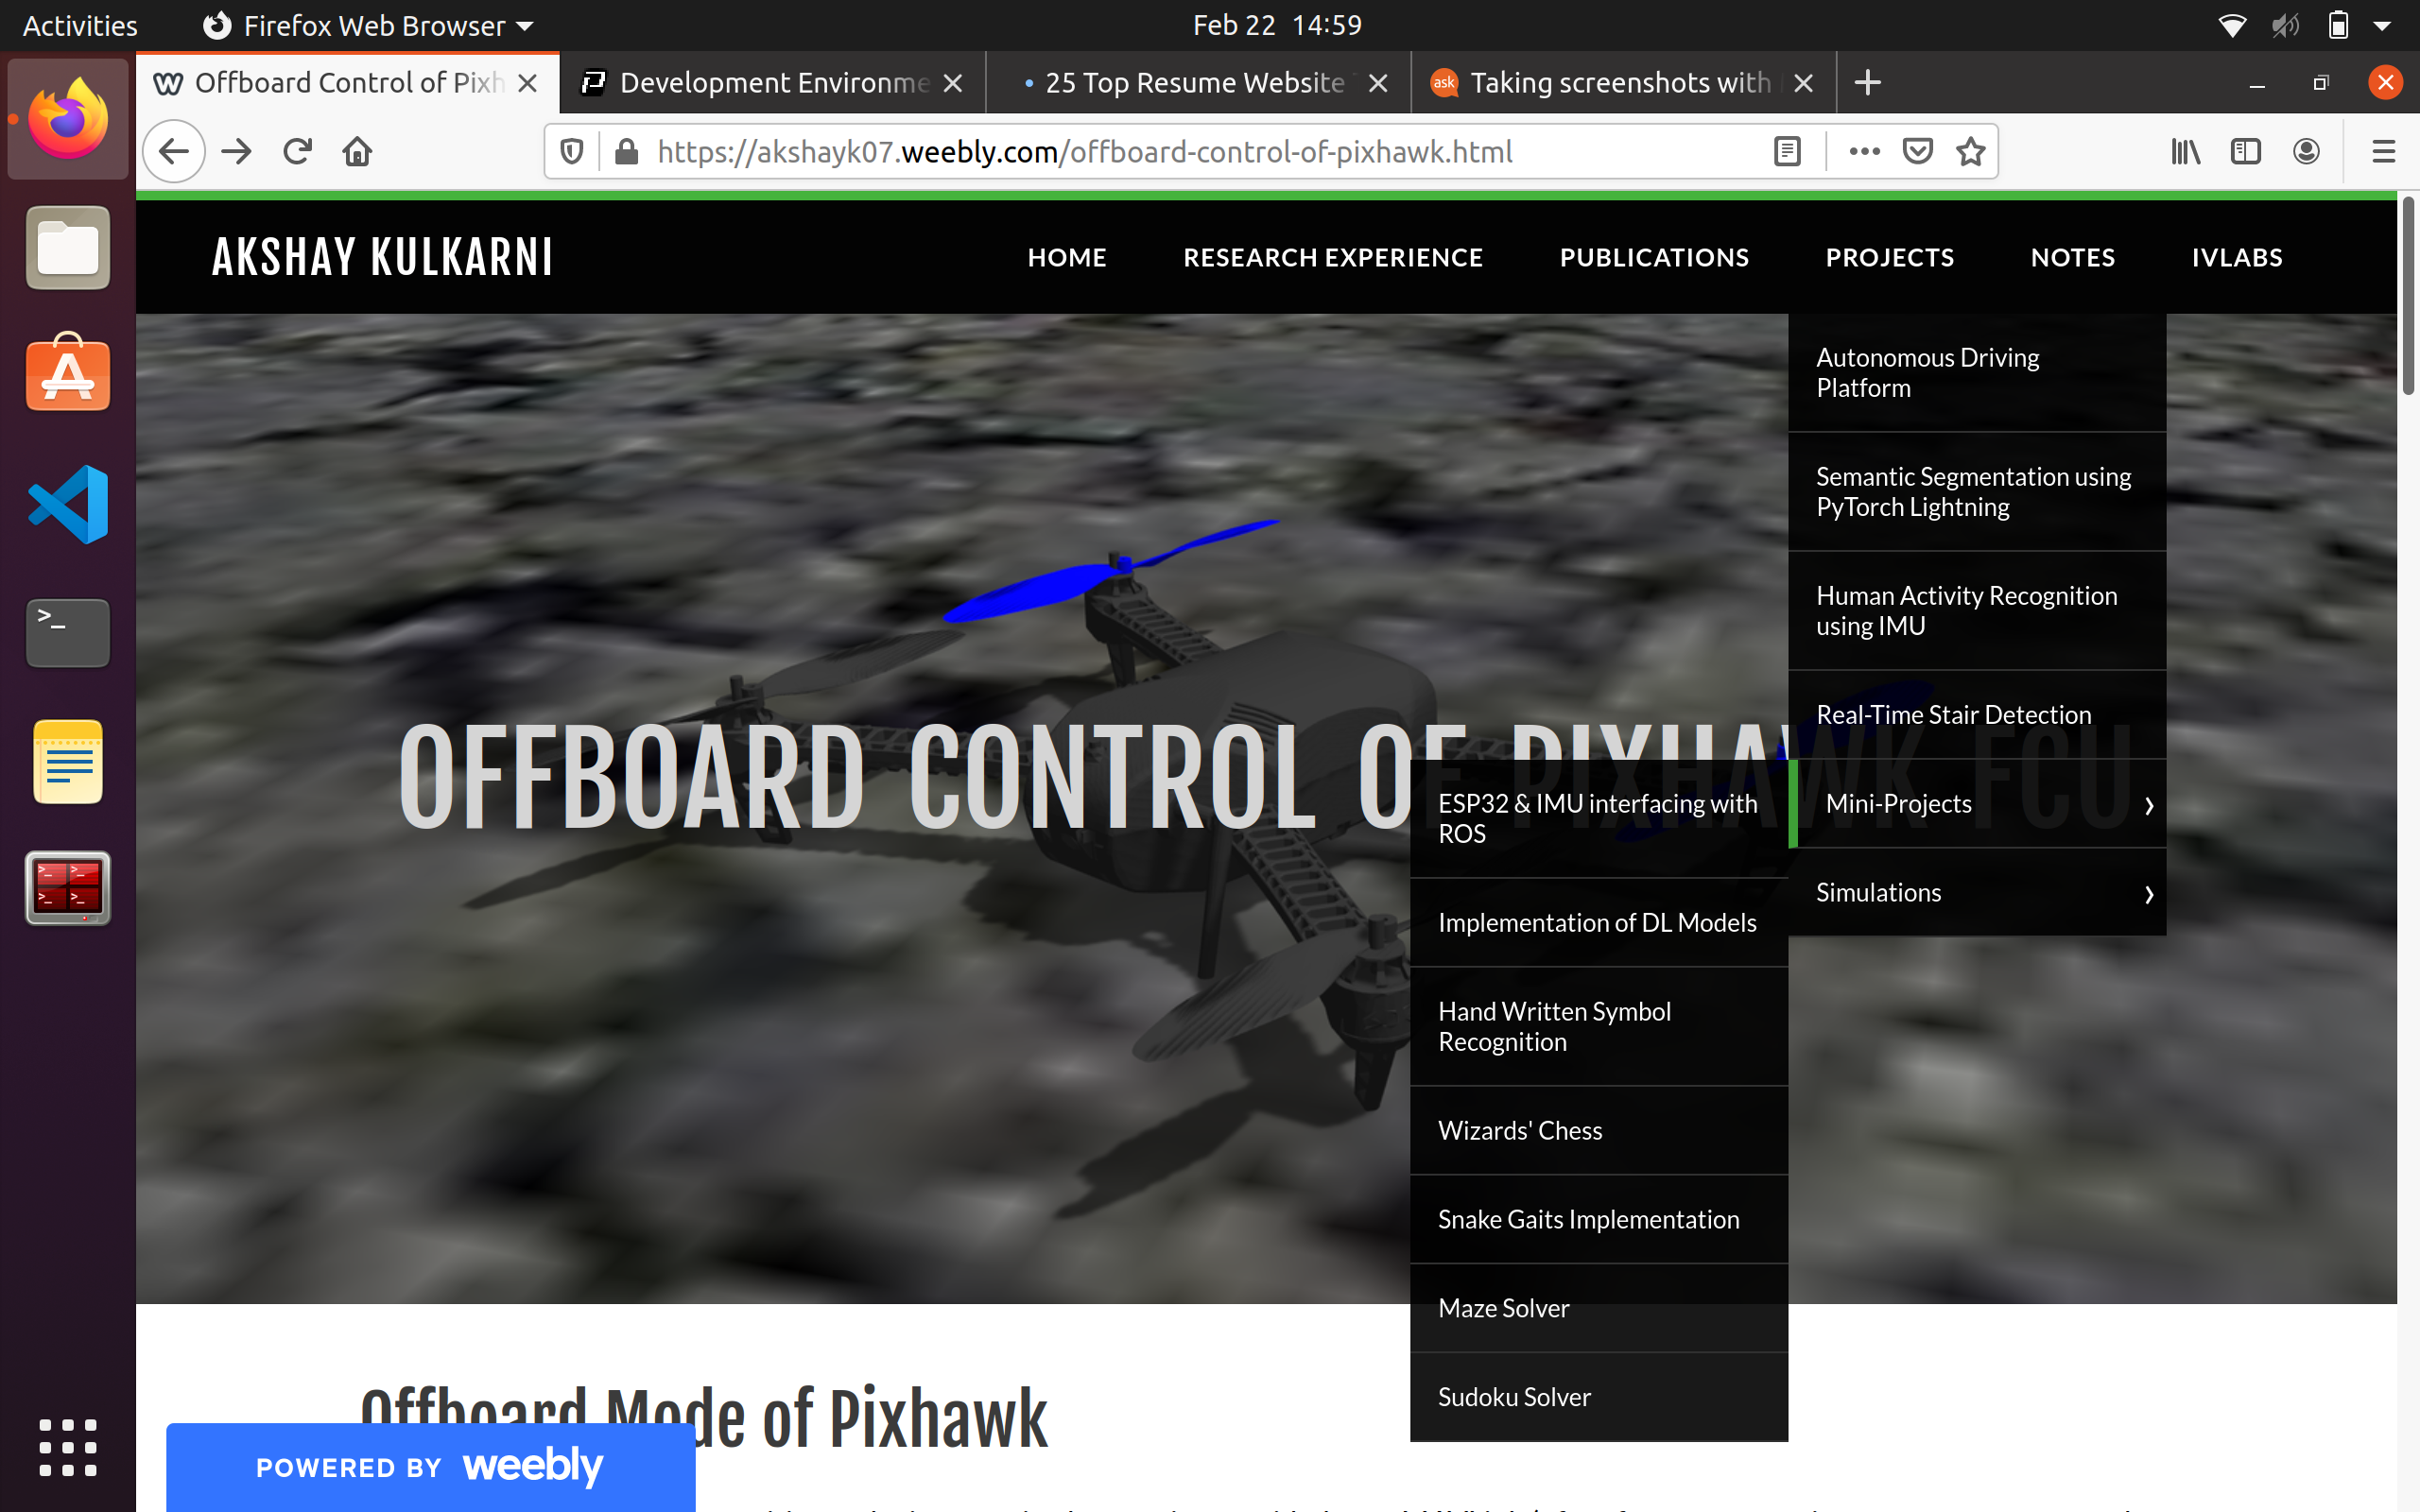 Activities
Firefox Web Browser
Feb 22 14:59
Offboard Control of Pixh
Development Environme
25 Top Resume Website
ask
Taking screenshots with
https://akshayk07.weebly.com/offboard-control-of-pixhawk.html
AKSHAY KULKARNI
HOME
RESEARCH EXPERIENCE
PUBLICATIONS
PROJECTS
NOTES
IVLABS
Autonomous Driving
Platform
Semantic Segmentation using
PyTorch Lightning
Human Activity Recognition
using IMU
Real-Time Stair Detection
Mini-Projects
Simulations
OFFBOARD CONTROL OF PIXHAWK FCU
ESP32 & IMU interfacing with
ROS
Implementation of DL Models
Hand Written Symbol
Recognition
Wizards' Chess
Snake Gaits Implementation
Maze Solver
Sudoku Solver
Offboard Mode of Pixhawk
POWERED BY weebly